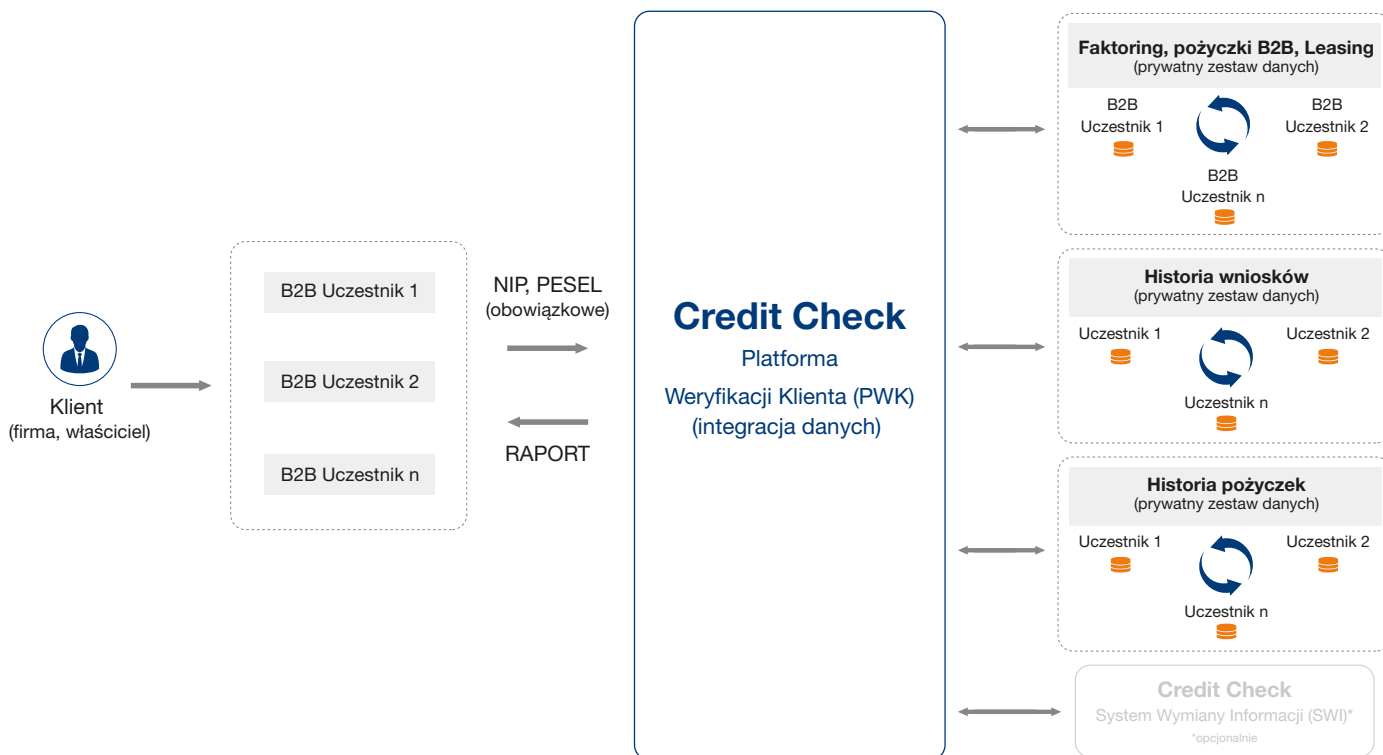 Klient
(firma, właściciel)
B2B Uczestnik 1
B2B Uczestnik 2
B2B Uczestnik n
NIP, PESEL
(obowiązkowe)
RAPORT
Credit Check
Platforma
Weryfikacji Klienta (PWK)
(integracja danych)
Faktoring, pożyczki B2B, Leasing
(prywatny zestaw danych)
B2B
Uczestnik 1
B2B
Uczestnik 2
B2B
Uczestnik n
Historia wniosków
(prywatny zestaw danych)
Uczestnik 1
Uczestnik 2
Uczestnik n
Historia pożyczek
(prywatny zestaw danych)
Uczestnik 1
Uczestnik 2
Uczestnik n
Credit Check
System Wymiany Informacji (SWI)*
*opcjonalnie